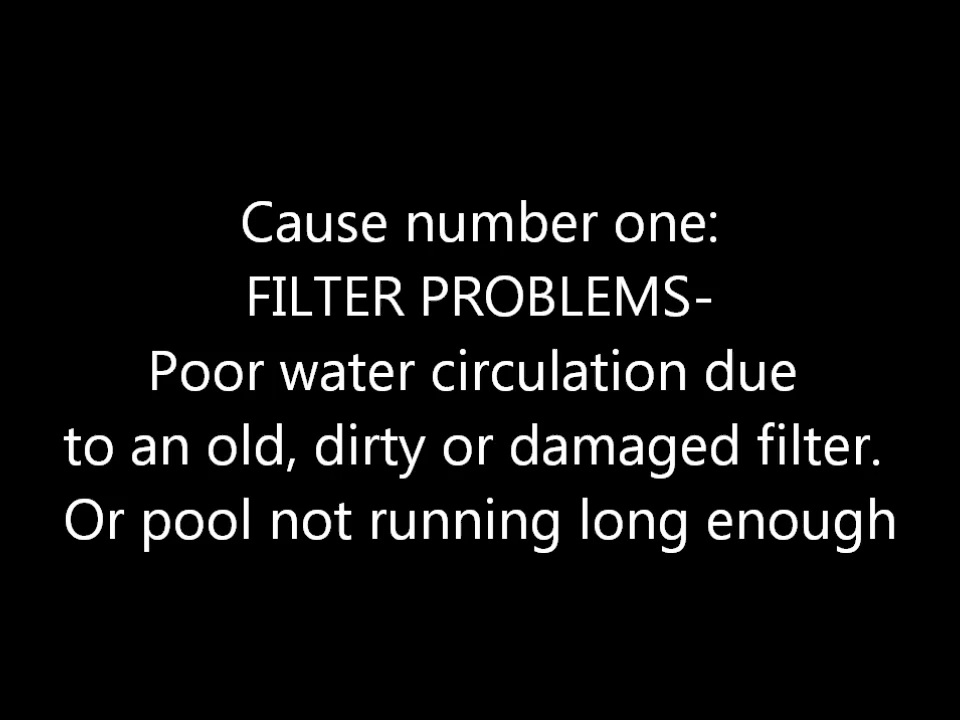 Cause number one:
FILTER PROBLEMS-
Poor water circulation due
to an old, dirty or damaged filter.
Or pool not running long enough